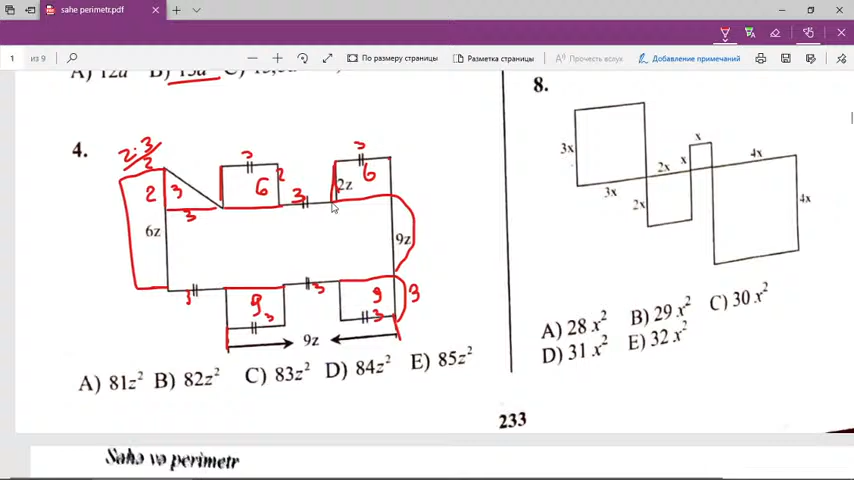 sahe perimetr.pdf
1 из 9
По размеру страницы
Разметка страницы
Прочесть вслух
Добавление примечаний
A) 12a B) 15a C)
8.
4.
2·3
2
2
3
3
6z
3
6
2
3
3
6
2z
9z
3
9
3
3
9
3
3
9z
A) 81z² B) 82z² C) 83z² D) 84z² E) 85z²
3x
3x
2x
2x
x
x
4x
4x
A) 28 x² B) 29 x² C) 30 x²
D) 31 x² E) 32 x²
233
Sahə və perimetr